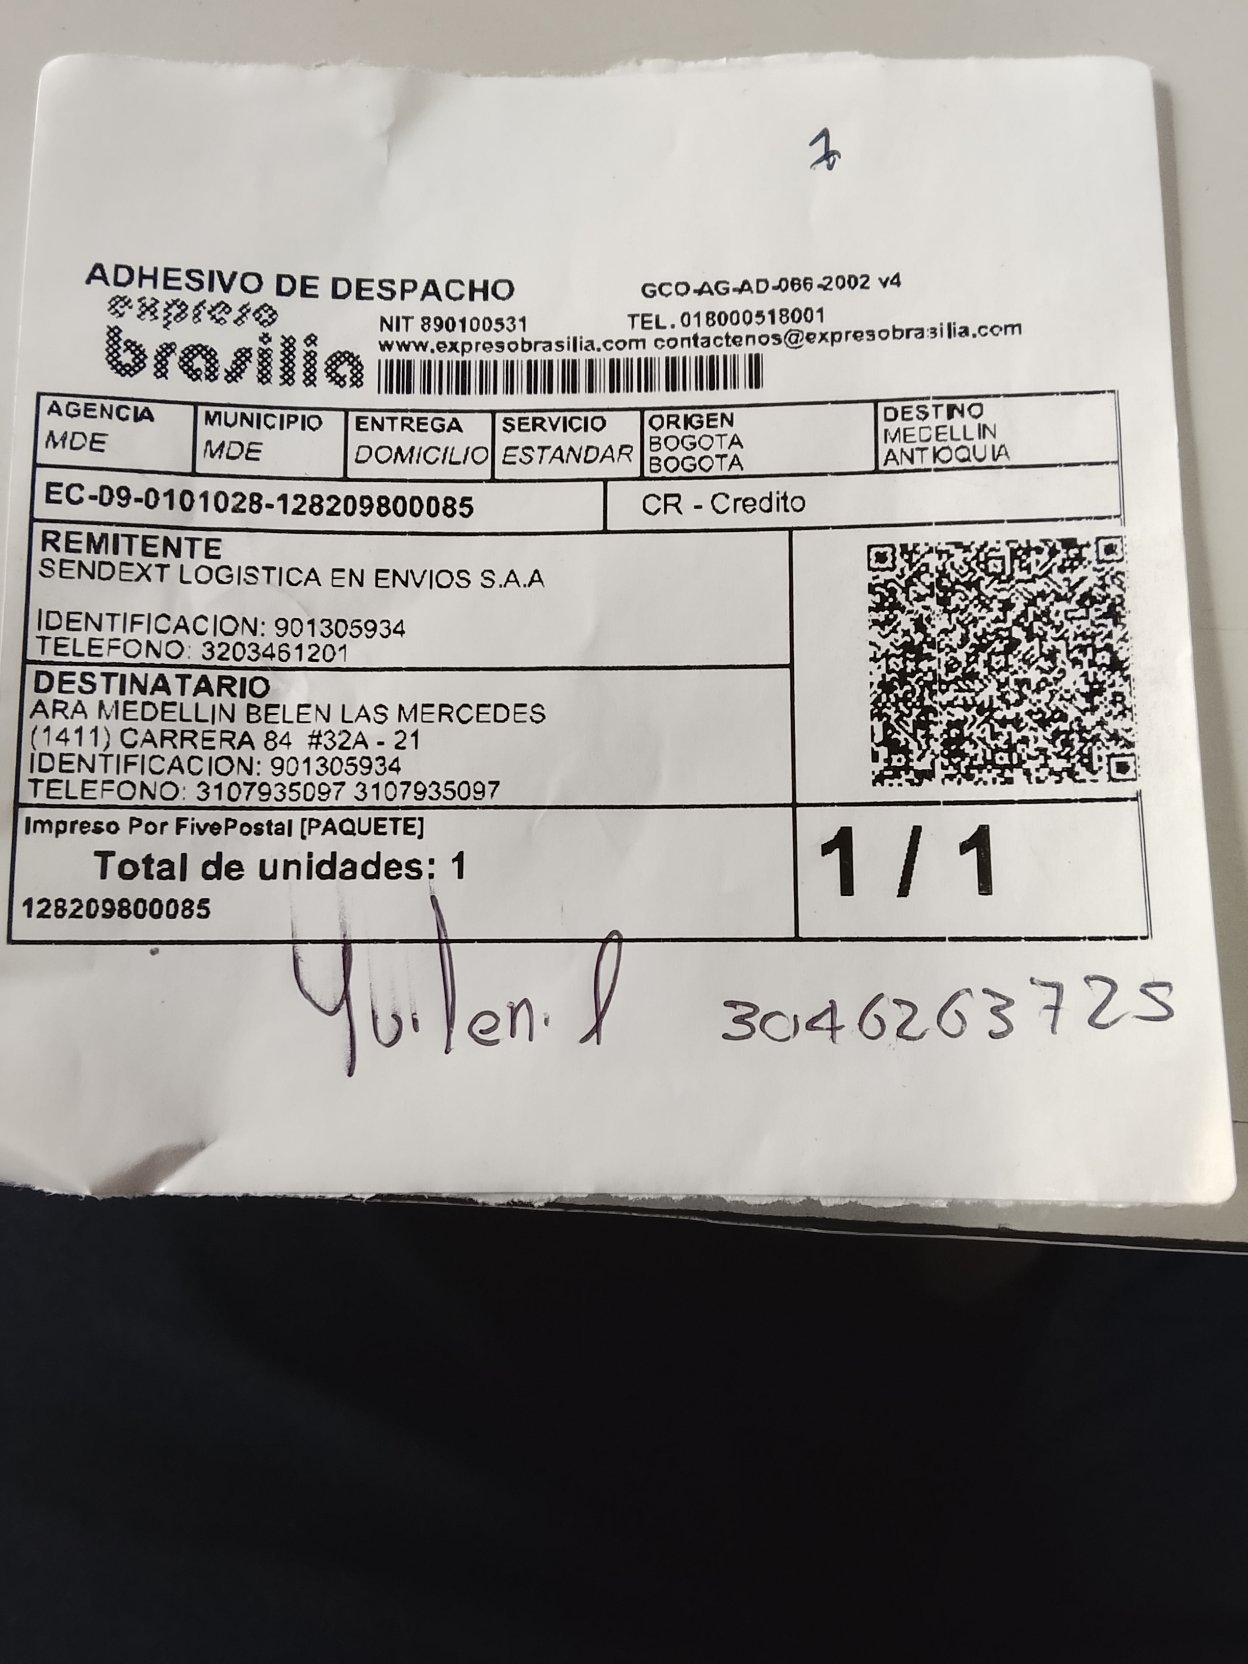 1
ADHESIVO DE DESPACHO
GCO-AG-AD-066-2002 v4
expreso
brasilia
NIT 890100531
TEL. 018000518001
www.expresobrasilia.com contactenos@expresobrasilia.com
AGENCIA
MDE
MUNICIPIO
MDE
ENTREGA
DOMICILIO
SERVICIO
ESTANDAR
ORIGEN
BOGOTA
BOGOTA
DESTINO
MEDELLIN
ANTIOQUIA
EC-09-0101028-128209800085
CR - Credito
REMITENTE
SENDEXT LOGISTICA EN ENVIOS S.A.A
IDENTIFICACION: 901305934
TELEFONO: 3203461201
DESTINATARIO
ARA MEDELLIN BELEN LAS MERCEDES
(1411) CARRERA 84 #32A - 21
IDENTIFICACION: 901305934
TELEFONO: 3107935097 3107935097
Impreso Por FivePostal [PAQUETE]
Total de unidades: 1
128209800085
1 / 1
3046263725